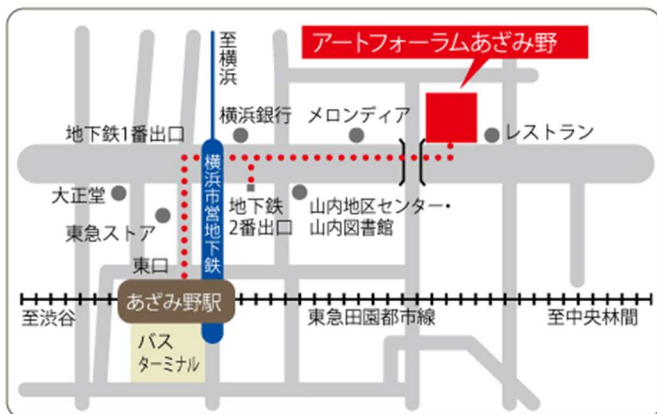 アートフォーラムあざみ野
至横浜
横浜銀行
メロンディア
レストラン
地下鉄1番出口
大正堂
東急ストア
横浜市営地下鉄
地下鉄
2番出口
山内地区センター・
山内図書館
東口
あざみ野駅
至渋谷
東急田園都市線
至中央林間
バス
ターミナル